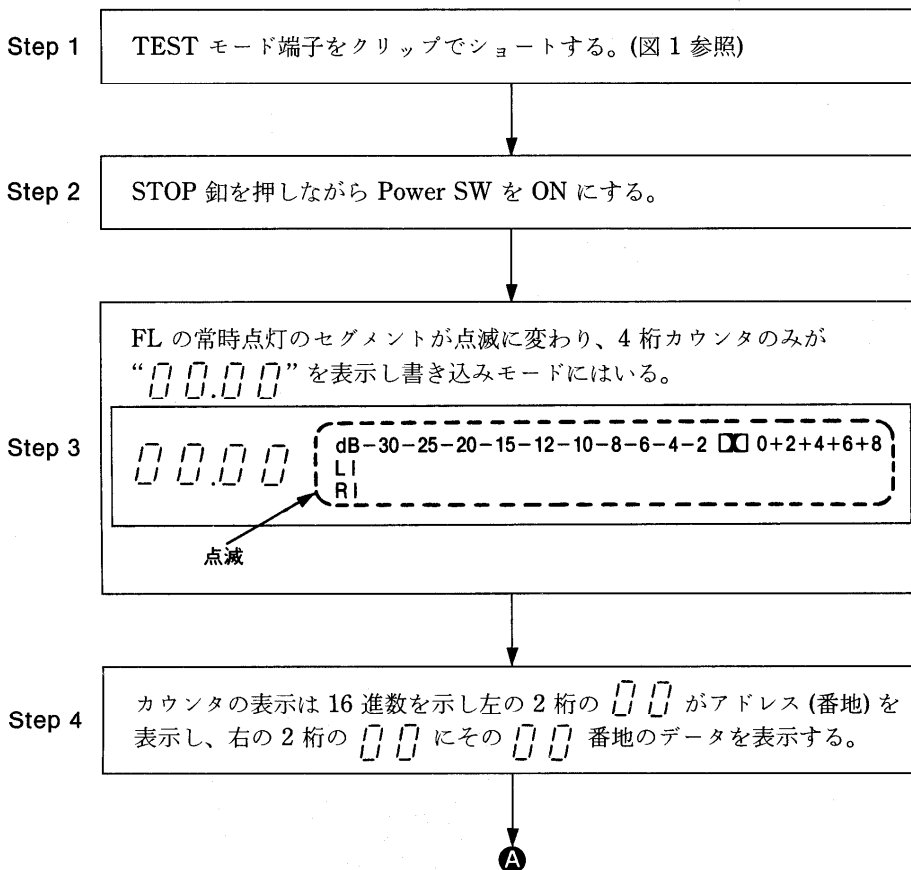 Step 1
TEST モード端子をクリップでショートする。(図 1 参照)
Step 2
STOP 釦を押しながら Power SW を ON にする。
Step 3
FL の常時点灯のセグメントが点滅に変わり、4 桁カウンタのみが
“00.00”を表示し書き込みモードにはいる。
00.00
dB-30-25-20-15-12-10-8-6-4-2 0+2+4+6+8
L
R
点滅
Step 4
カウンタの表示は 16 進数を示し左の 2 桁の 00 がアドレス (番地) を
表示し、右の 2 桁の 00 にその 00 番地のデータを表示する。
A